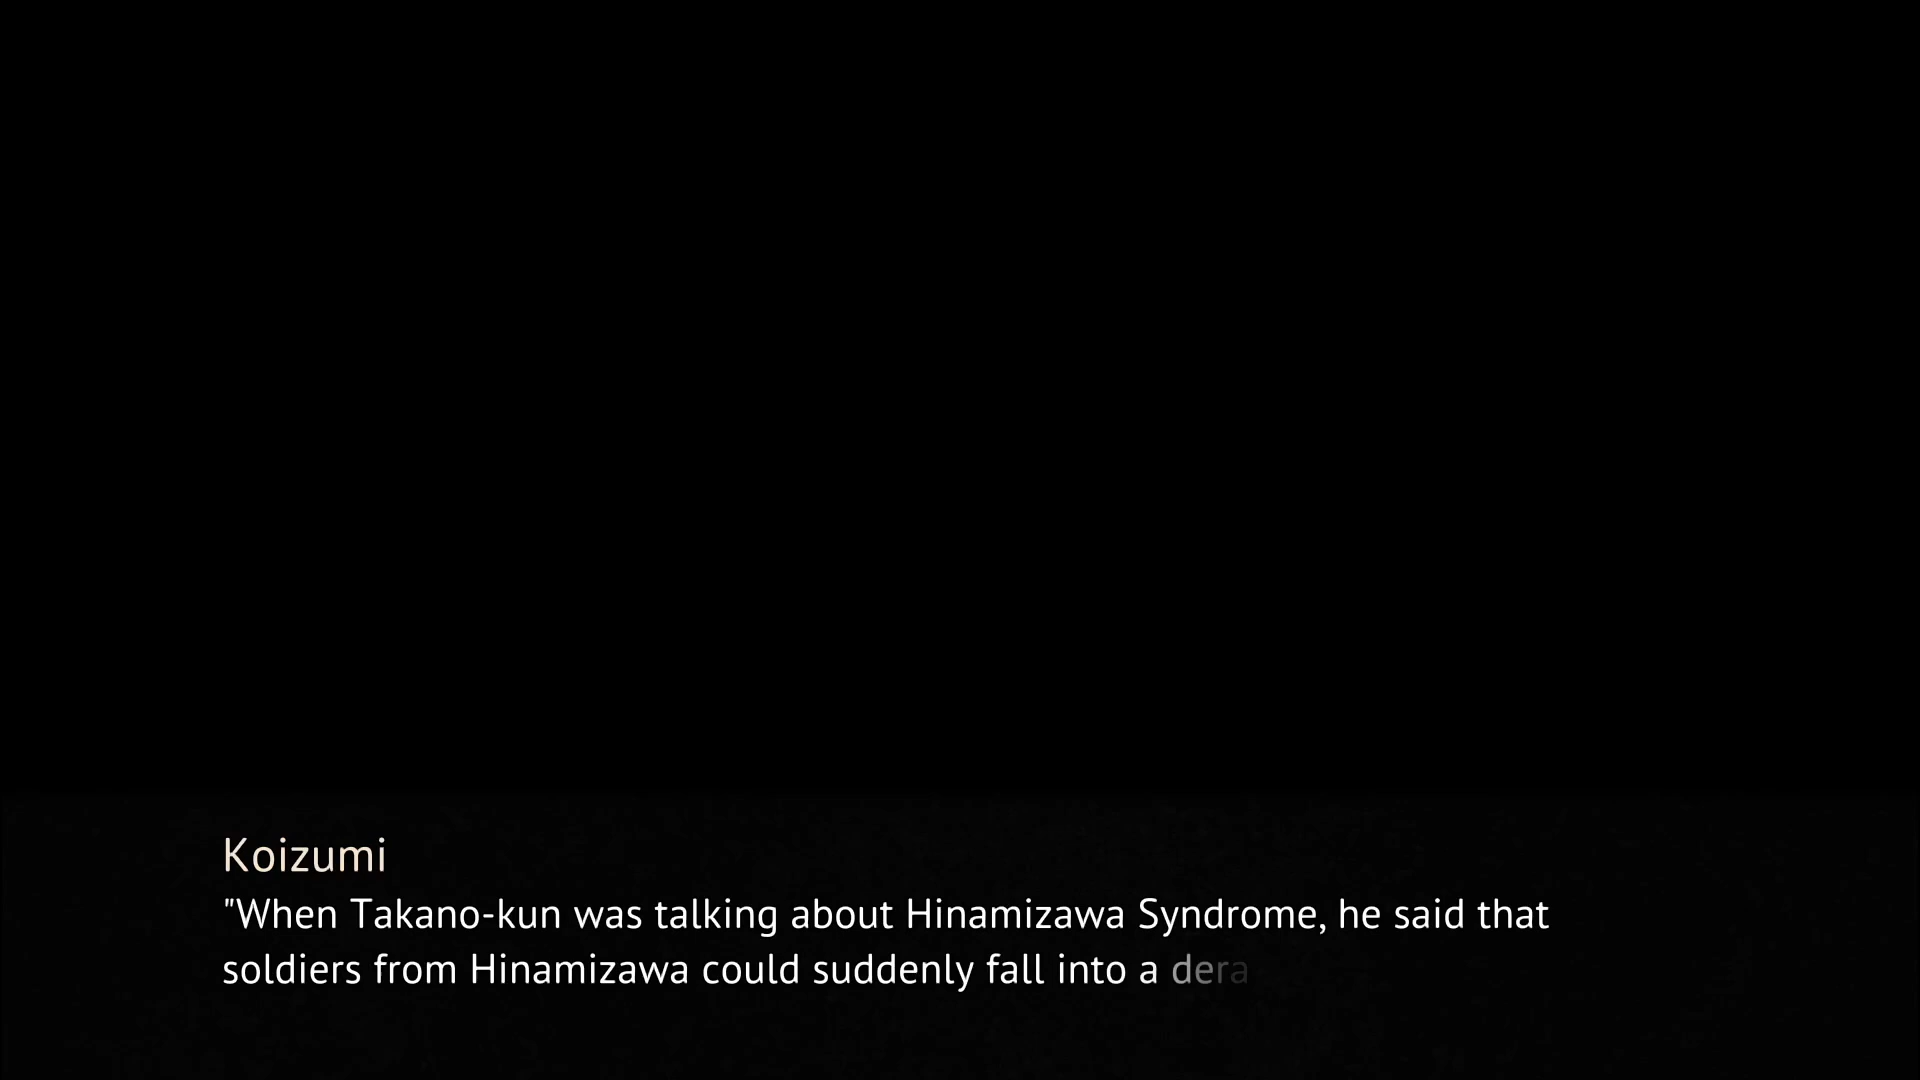 Koizumi
"When Takano-kun was talking about Hinamizawa Syndrome, he said that
soldiers from Hinamizawa could suddenly fall into a dera